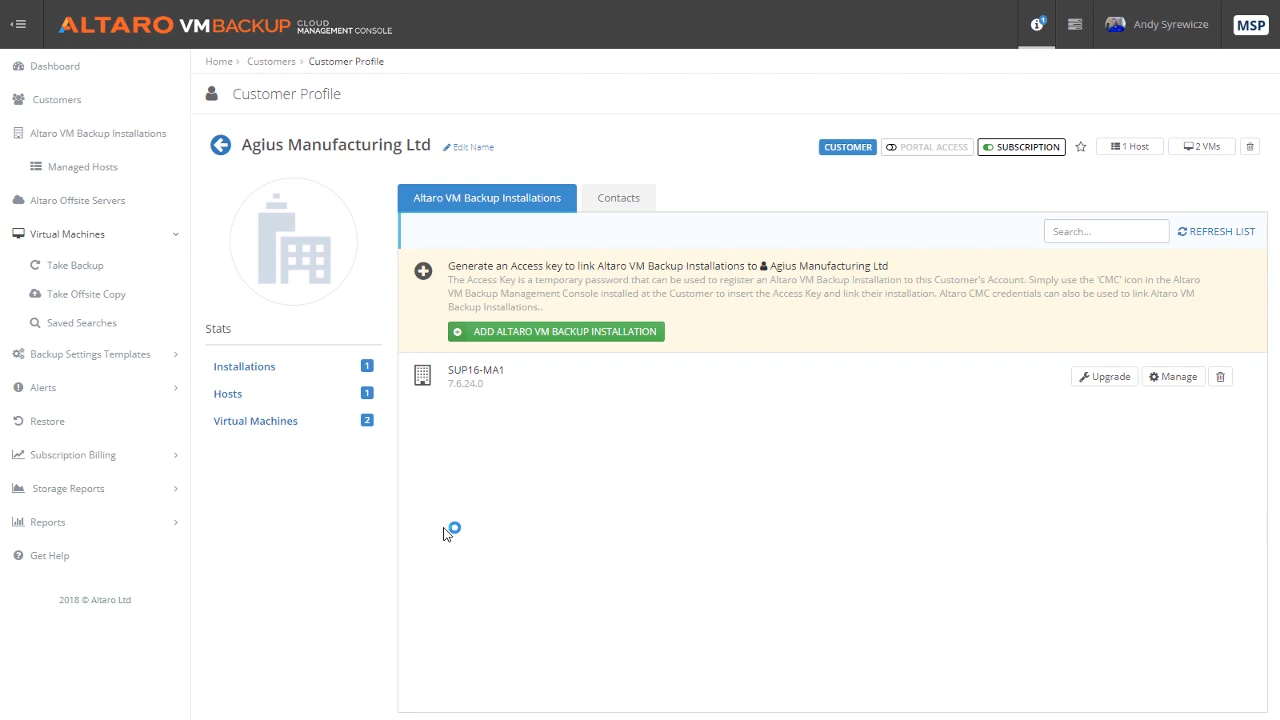 ALTARO VMBACKUP CLOUD MANAGEMENT CONSOLE
1
Andy Syrewicze
MSP
Dashboard
Customers
Altaro VM Backup Installations
Managed Hosts
Altaro Offsite Servers
Virtual Machines
Take Backup
Take Offsite Copy
Saved Searches
Backup Settings Templates
Alerts
Restore
Subscription Billing
Storage Reports
Reports
Get Help
2018 © Altaro Ltd
Home › Customers › Customer Profile
Customer Profile
Agius Manufacturing Ltd Edit Name
CUSTOMER PORTAL ACCESS SUBSCRIPTION 1 Host 2 VMs
Stats
Installations 1
Hosts 1
Virtual Machines 2
Altaro VM Backup Installations Contacts
Search... REFRESH LIST
Generate an Access key to link Altaro VM Backup Installations to Agius Manufacturing Ltd
The Access Key is a temporary password that can be used to register an Altaro VM Backup Installation to this Customer's Account. Simply use the 'CMC' icon in the Altaro
VM Backup Management Console installed at the Customer to insert the Access Key and link their installation. Altaro CMC credentials can also be used to link Altaro VM
Backup Installations..
ADD ALTARO VM BACKUP INSTALLATION
SUP16-MA1
7.6.24.0
Upgrade Manage